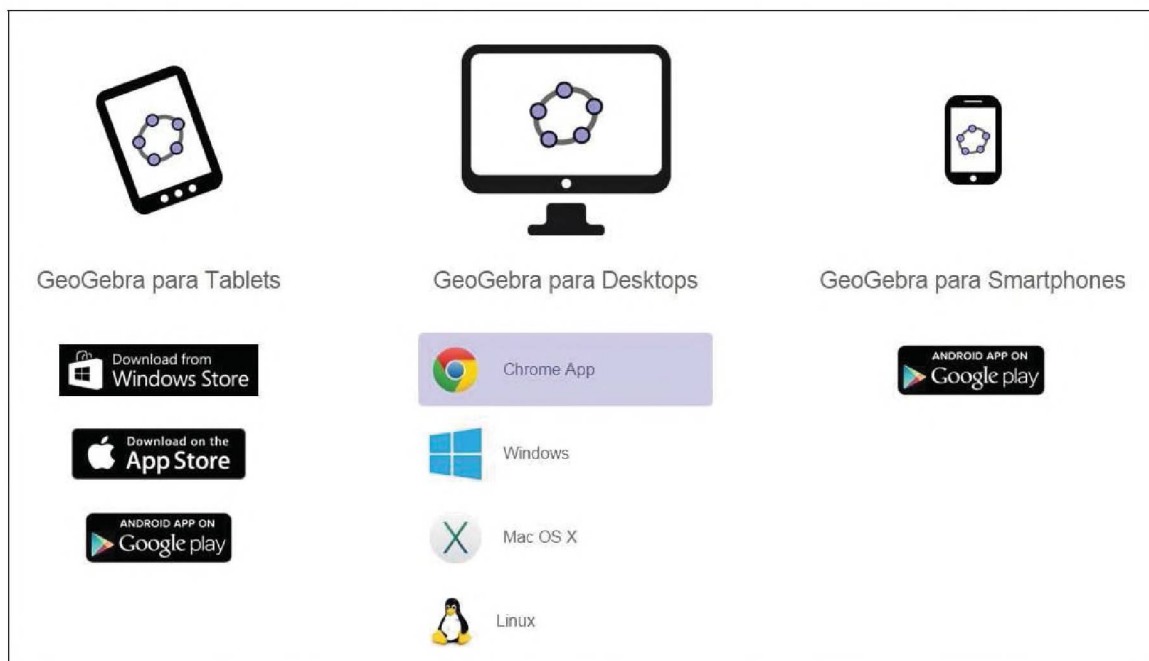 GeoGebra para Tablets
Download from
Windows Store
Download on the
App Store
ANDROID APP ON
Google play
GeoGebra para Desktops
Chrome App
Windows
Mac OS X
Linux
GeoGebra para Smartphones
ANDROID APP ON
Google play